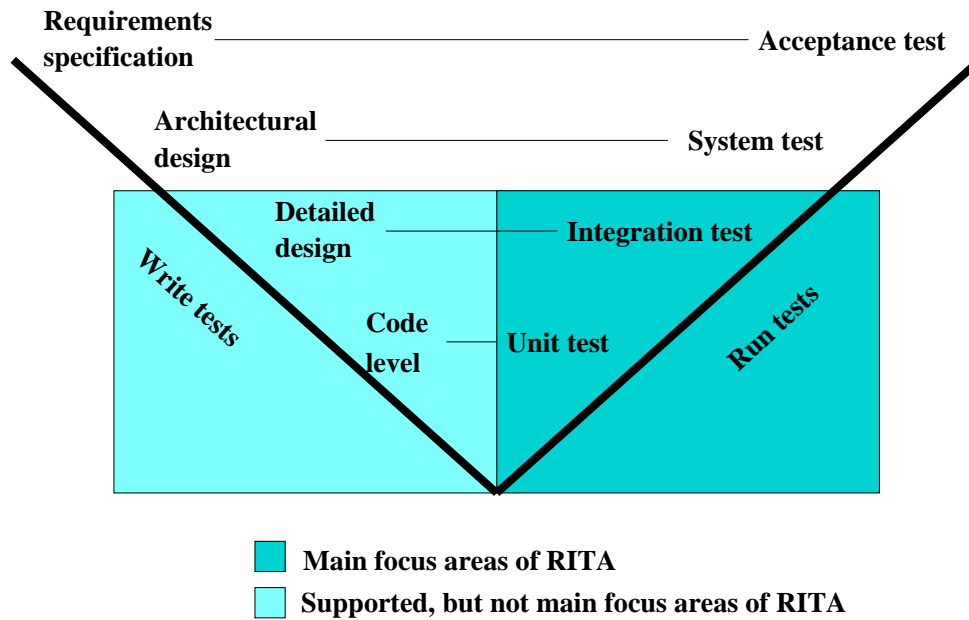 Requirements
specification
Acceptance test
Architectural
design
System test
Detailed
design
Integration test
Write tests
Code
level
Unit test
Run tests
Main focus areas of RITA
Supported, but not main focus areas of RITA